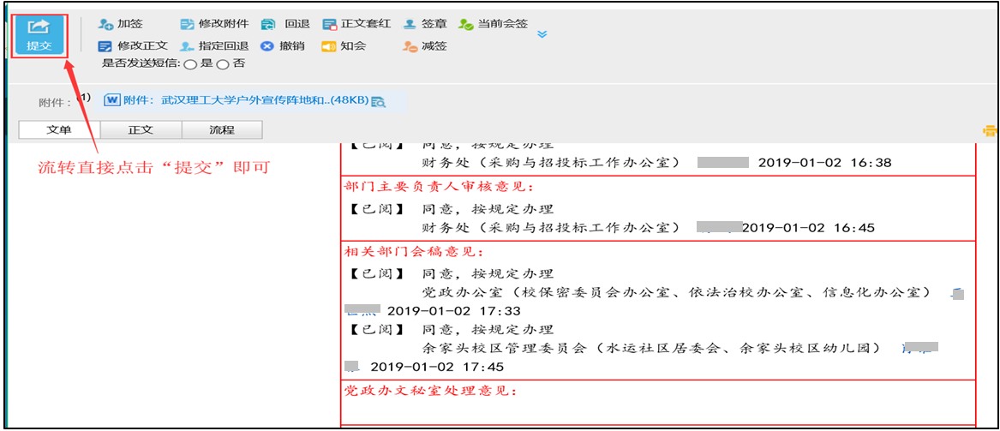 加签 修改附件 回退 正文套红 签章 当前会签
提交 修改正文 指定回退 撤销 知会 减签
是否发送短信: 是 否
附件: (1) 附件: 武汉理工大学户外宣传阵地和..(48KB)
文单 正文 流程
流转直接点击“提交”即可
【已阅】 同意, 按规定办理
财务处（采购与招投标工作办公室） 2019-01-02 16:38
部门主要负责人审核意见:
【已阅】 同意, 按规定办理
财务处（采购与招投标工作办公室） 2019-01-02 16:45
相关部门会稿意见:
【已阅】 同意, 按规定办理
党政办公室（校保密委员会办公室、依法治校办公室、信息化办公室）
2019-01-02 17:33
【已阅】 同意, 按规定办理
余家头校区管理委员会（水运社区居委会、余家头校区幼儿园）
2019-01-02 17:45
党政办文秘室处理意见: